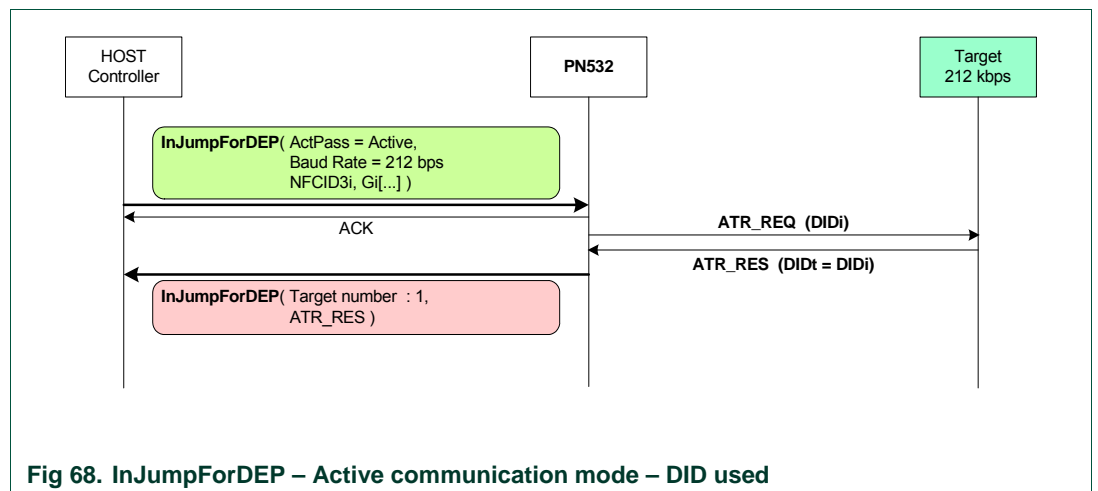 HOST
Controller
PN532
Target
212 kbps
InJumpForDEP( ActPass = Active,
Baud Rate = 212 bps
NFCID3i, Gi[...] )
ACK
ATR_REQ (DIDi)
ATR_RES (DIDt = DIDi)
InJumpForDEP( Target number : 1,
ATR_RES )
Fig 68. InJumpForDEP – Active communication mode – DID used